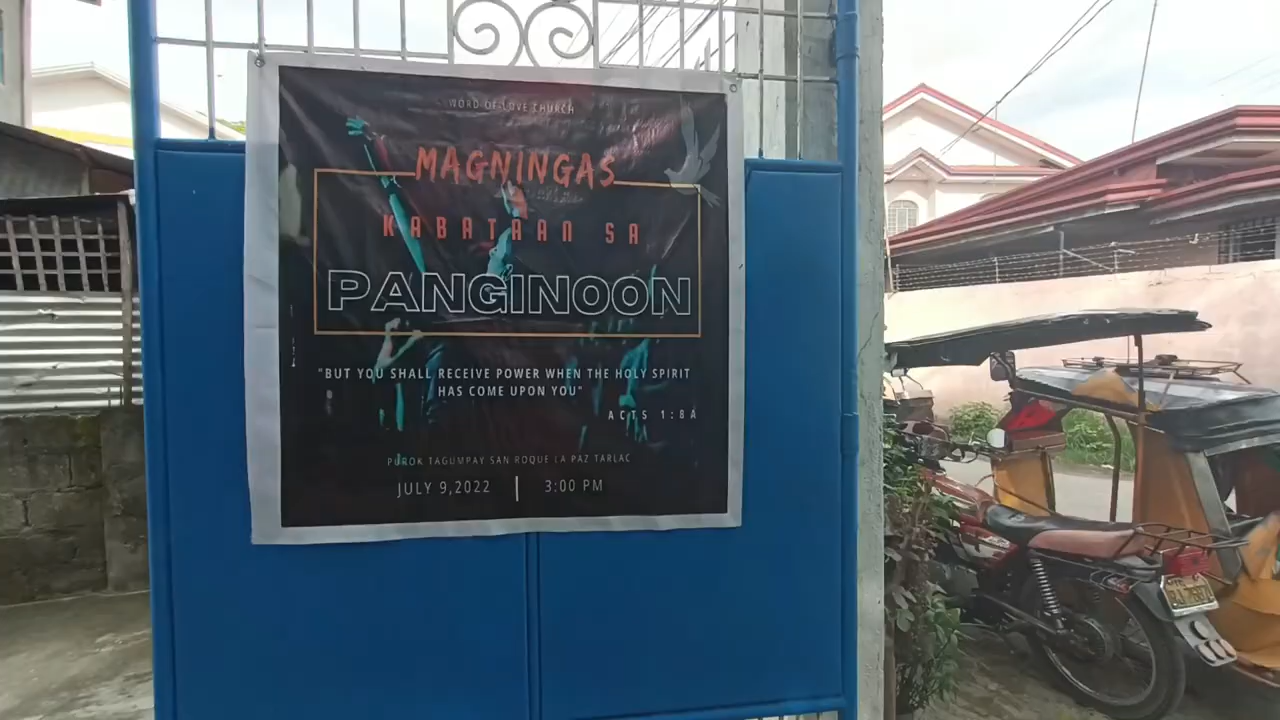 WORD OF LOVE CHURCH
MAGNINGAS
KABATAAN SA
PANGINOON
"BUT YOU SHALL RECEIVE POWER WHEN THE HOLY SPIRIT
HAS COME UPON YOU"
ACTS 1:8A
PUROK TAGUMPAY SAN ROQUE LA PAZ TARLAC
JULY 9,2022 | 3:00 PM